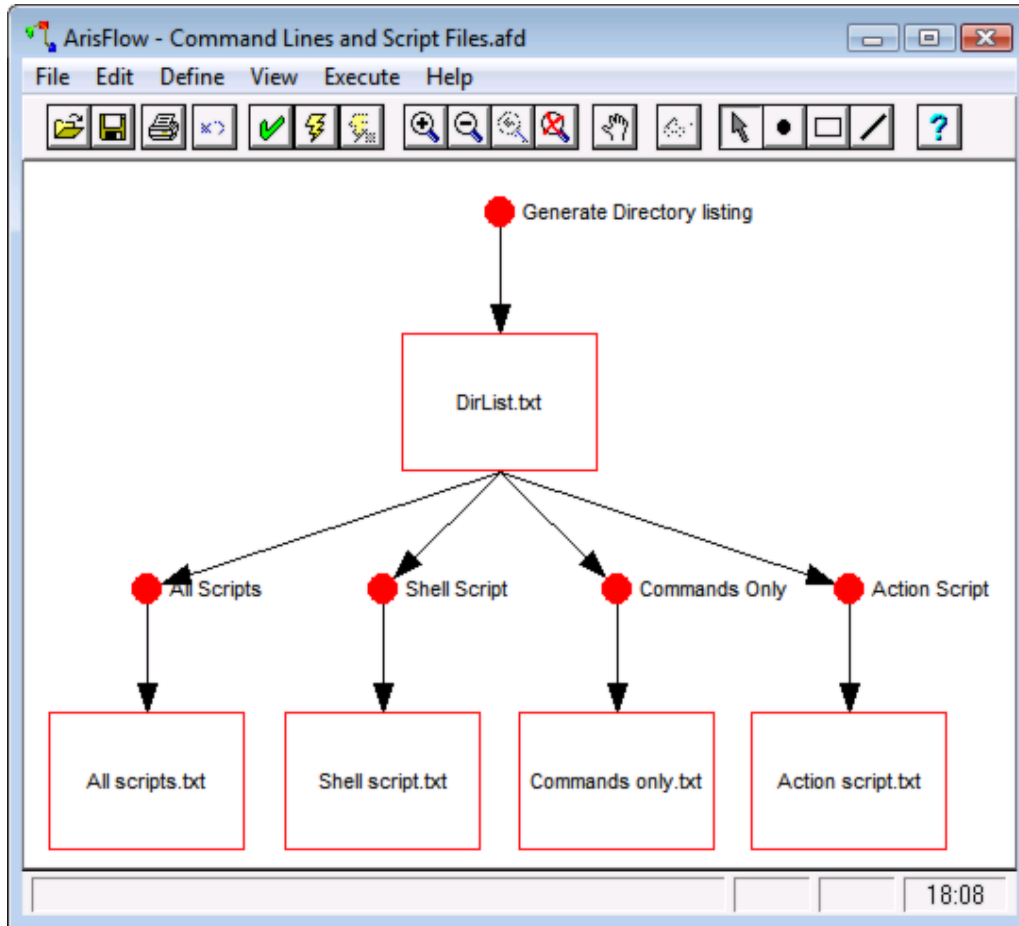 ArisFlow - Command Lines and Script Files.afd
File Edit Define View Execute Help
?
Generate Directory listing
DirList.txt
All Scripts
Shell Script
Commands Only
Action Script
All scripts.txt
Shell script.txt
Commands only.txt
Action script.txt
18:08